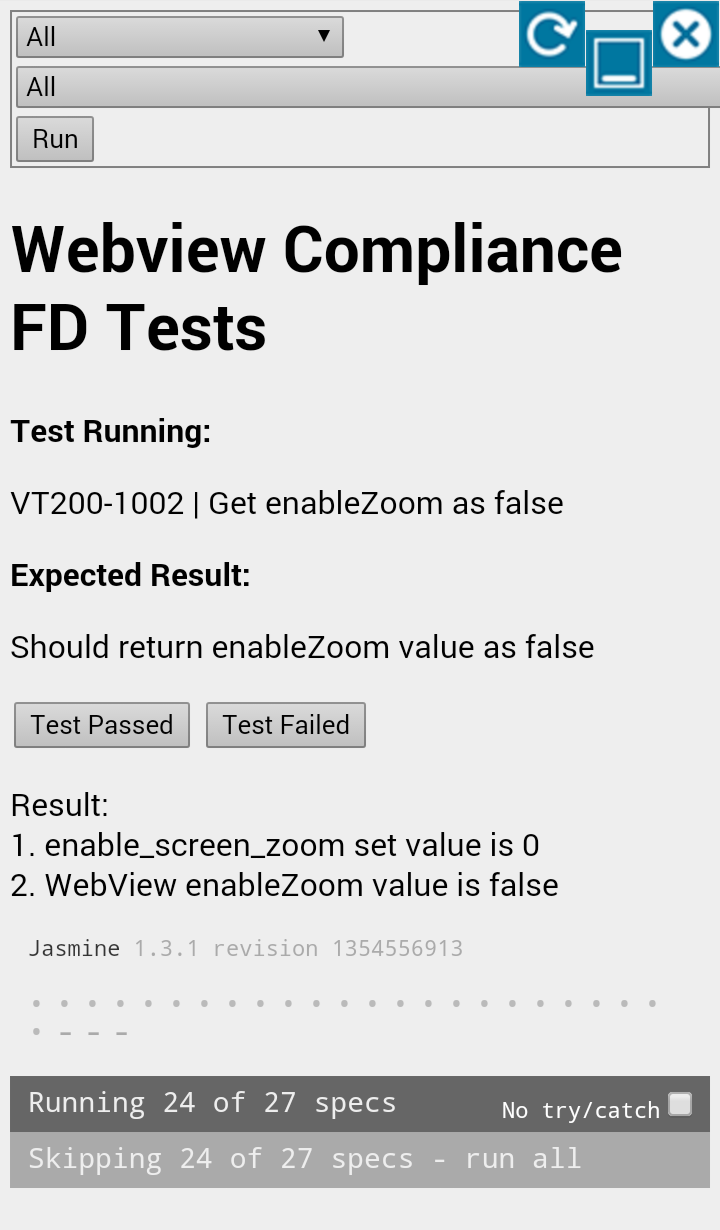 All
All
Run
Webview Compliance
FD Tests
Test Running:
VT200-1002 | Get enableZoom as false
Expected Result:
Should return enableZoom value as false
Test Passed Test Failed
Result:
1. enable_screen_zoom set value is 0
2. WebView enableZoom value is false
Jasmine 1.3.1 revision 1354556913
Running 24 of 27 specs No try/catch
Skipping 24 of 27 specs - run all